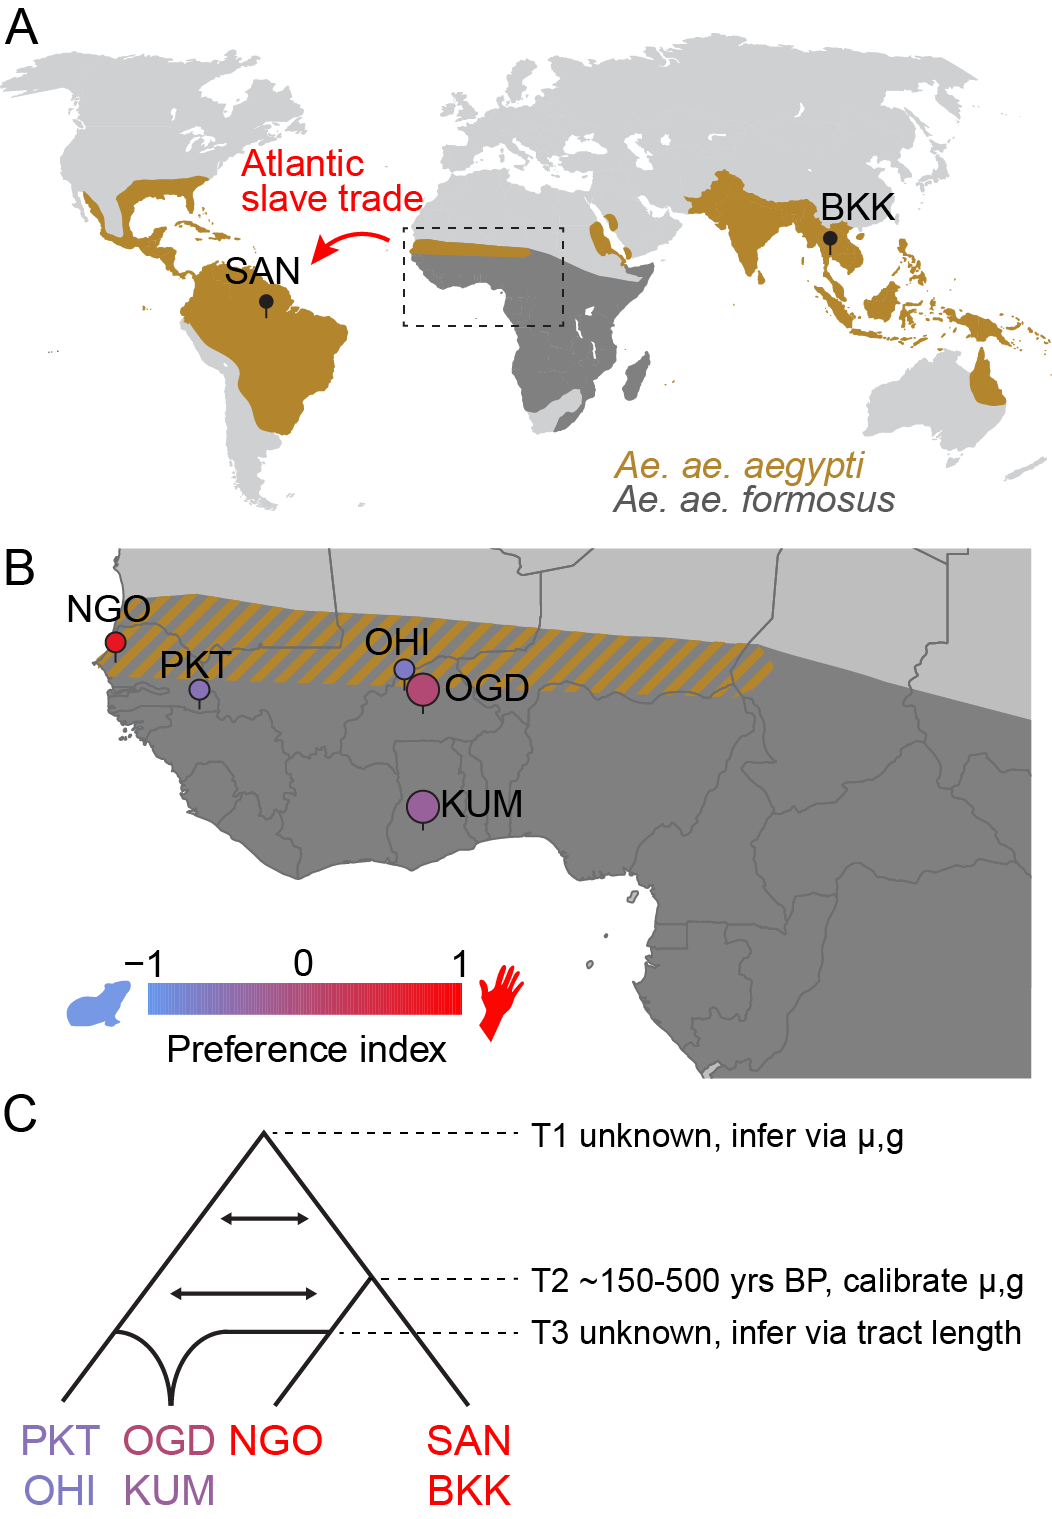 A
Atlantic
slave trade
SAN
BKK
Ae. ae. aegypti
Ae. ae. formosus
B
NGO
PKT
OHI
OGD
KUM
−1 0 1
Preference index
C
T1 unknown, infer via µ,g
T2 ~150-500 yrs BP, calibrate µ,g
T3 unknown, infer via tract length
PKT OGD NGO SAN
OHI KUM BKK